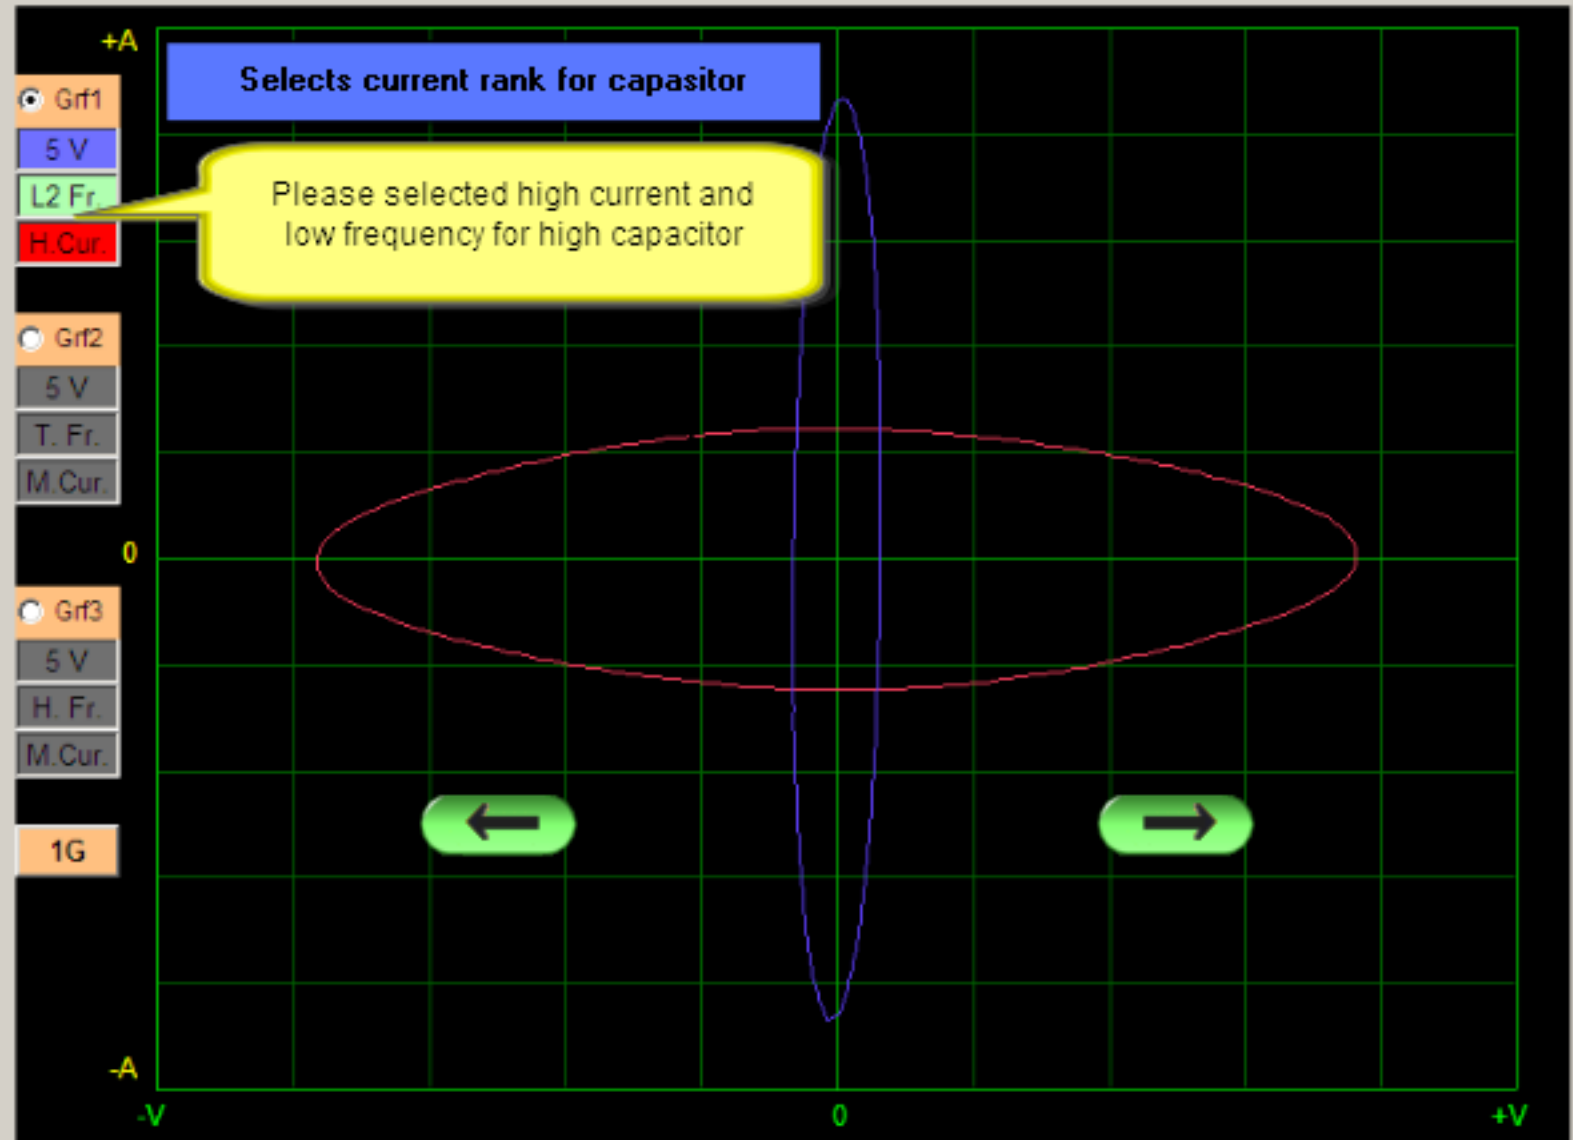 +A
Selects current rank for capasitor
Grf1
5 V
L2 Fr.
H.Cur.
Please selected high current and
low frequency for high capacitor
Grf2
5 V
T. Fr.
M.Cur.
0
Grf3
5 V
H. Fr.
M.Cur.
1G
-A
-V
0
+V